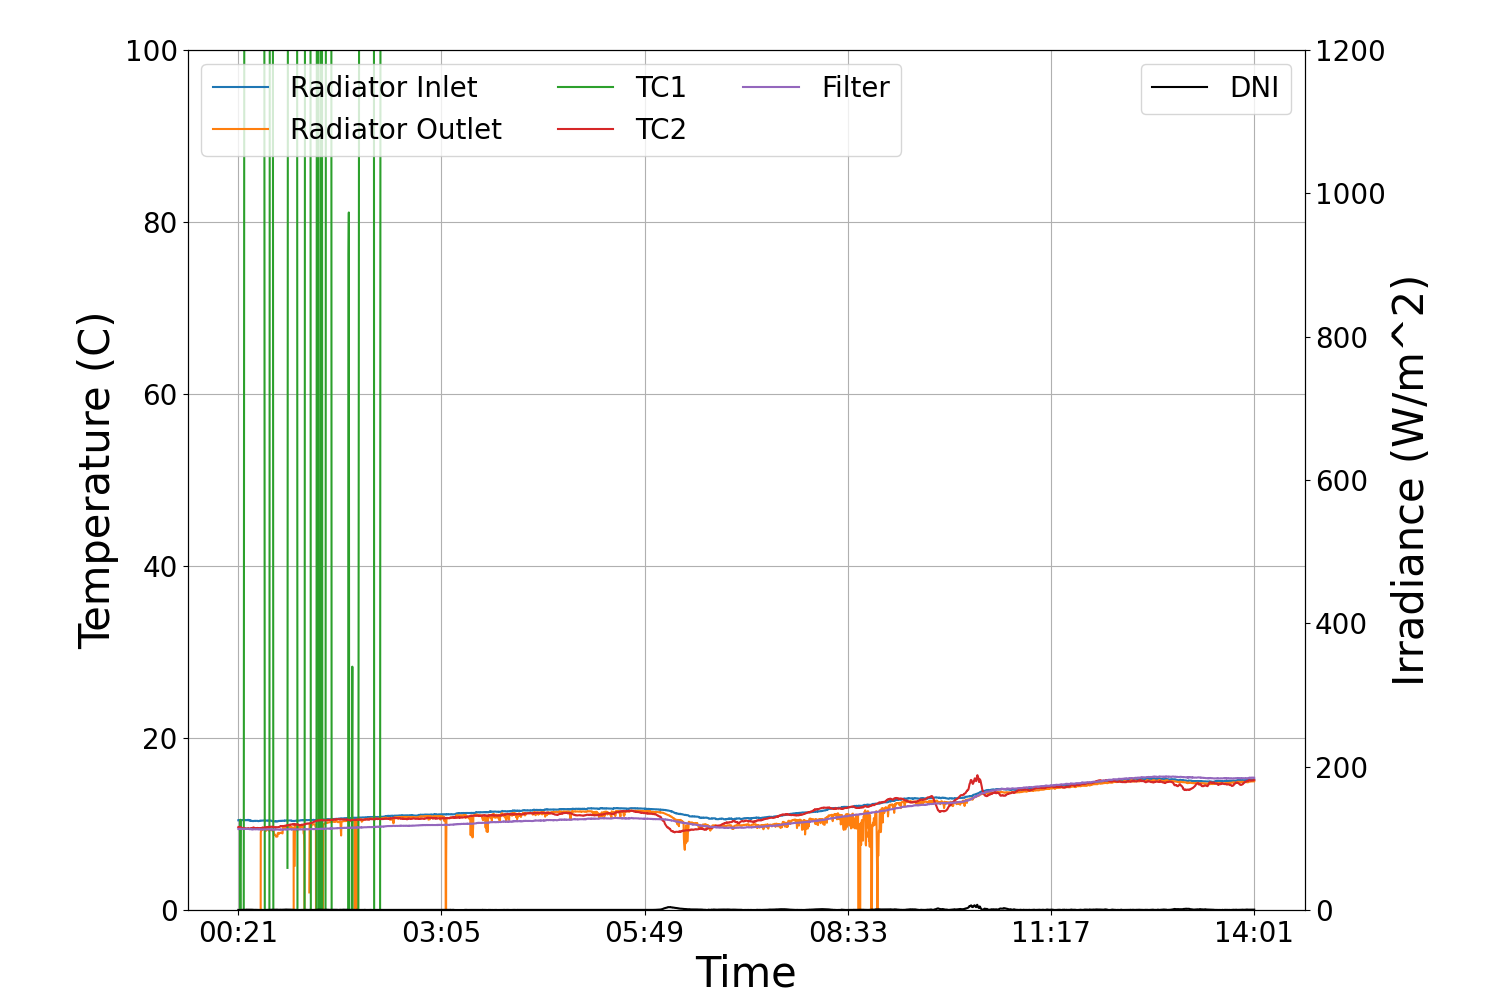 100
80
60
40
20
0
Temperature (C)
Radiator Inlet
Radiator Outlet
TC1
TC2
Filter
DNI
1200
1000
800
600
400
200
0
Irradiance (W/m^2)
00:21
03:05
05:49
08:33
11:17
14:01
Time